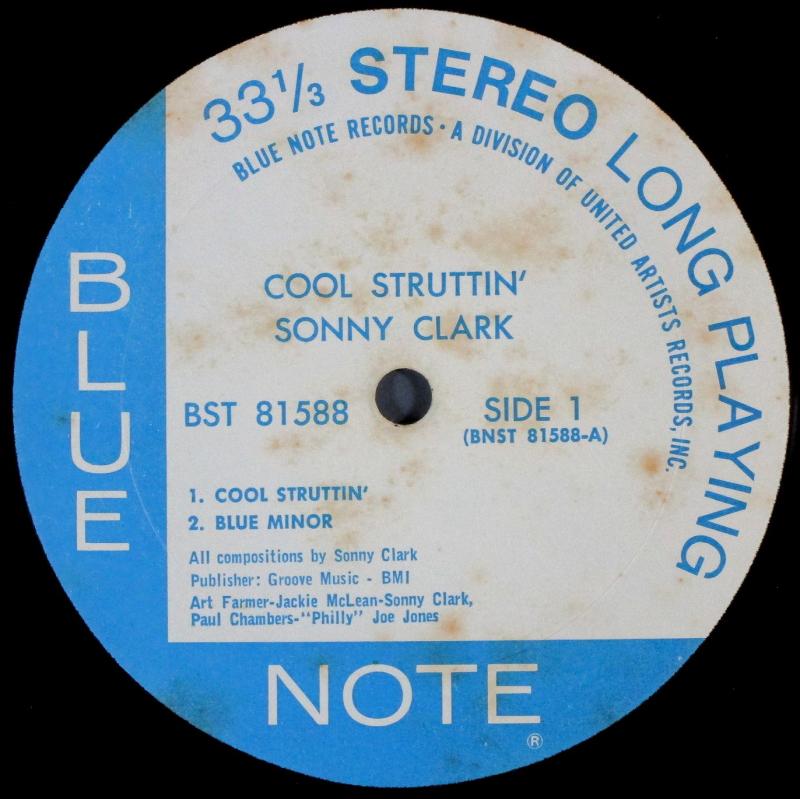 33⅓ STEREO LONG PLAYING
BLUE NOTE RECORDS • A DIVISION OF UNITED ARTISTS RECORDS, INC.
COOL STRUTTIN'
SONNY CLARK
BST 81588
SIDE 1
(BNST 81588-A)
1. COOL STRUTTIN'
2. BLUE MINOR
All compositions by Sonny Clark
Publisher: Groove Music - BMI
Art Farmer-Jackie McLean-Sonny Clark,
Paul Chambers-"Philly" Joe Jones
BLUE
NOTE
®